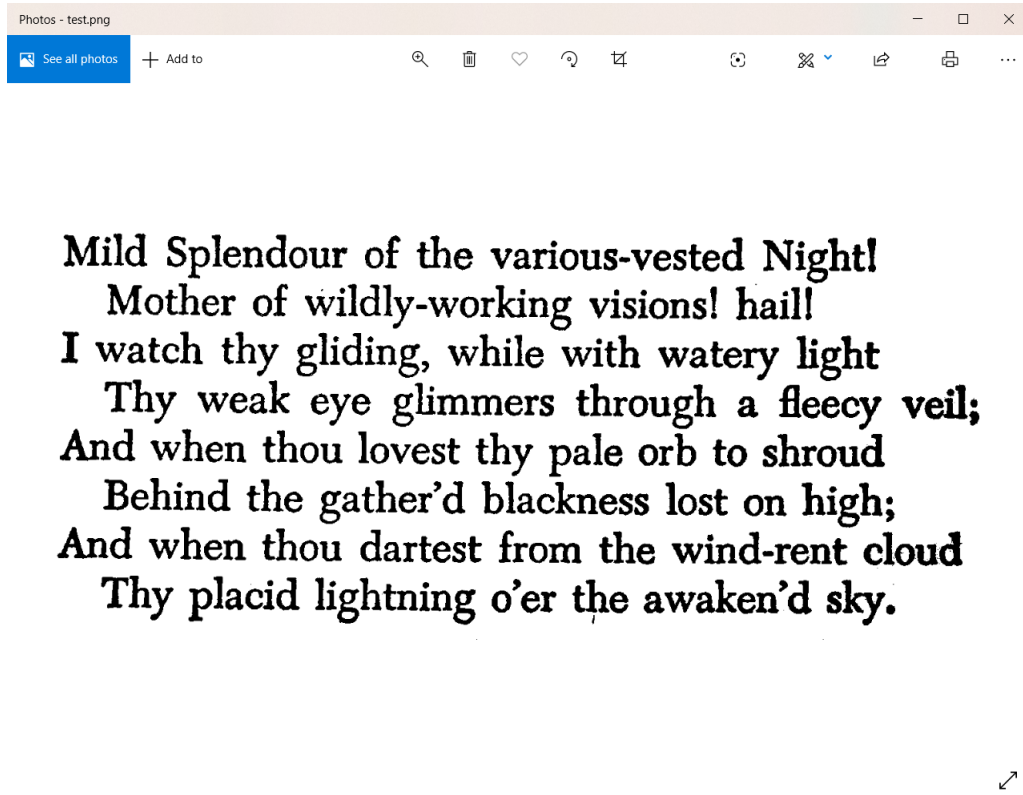 Photos - test.png
See all photos
Add to
Mild Splendour of the various-vested Night!
Mother of wildly-working visions! hail!
I watch thy gliding, while with watery light
Thy weak eye glimmers through a fleecy veil;
And when thou lovest thy pale orb to shroud
Behind the gather’d blackness lost on high;
And when thou dartest from the wind-rent cloud
Thy placid lightning o’er the awaken’d sky.